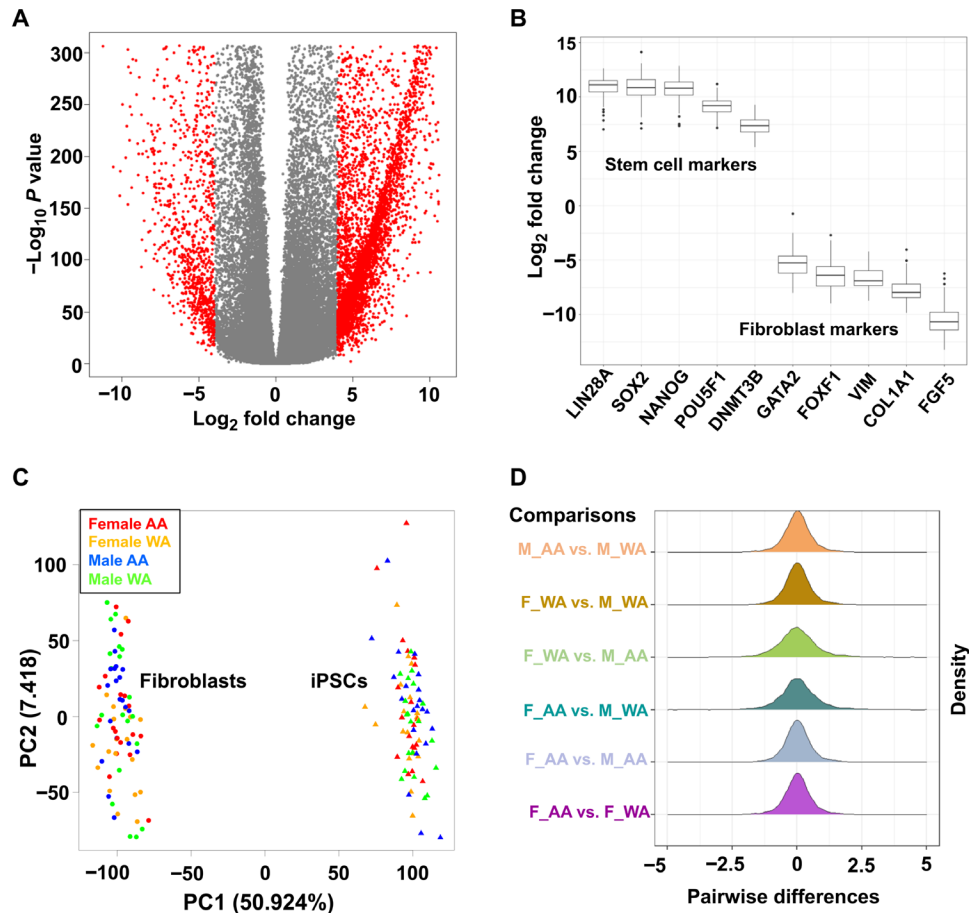 A
300
250
200
150
100
50
0
−Log10 P value
−10
−5
0
5
10
Log2 fold change
B
15
10
5
0
−5
−10
Log2 fold change
Stem cell markers
Fibroblast markers
LIN28A
SOX2
NANOG
POU5F1
DNMT3B
GATA2
FOXF1
VIM
COL1A1
FGF5
C
Female AA
Female WA
Male AA
Male WA
100
50
0
−50
PC2 (7.418)
Fibroblasts
iPSCs
−100
−50
0
50
100
PC1 (50.924%)
D
Comparisons
M_AA vs. M_WA
F_WA vs. M_WA
F_WA vs. M_AA
F_AA vs. M_WA
F_AA vs. M_AA
F_AA vs. F_WA
Density
−5
0
5
Pairwise differences